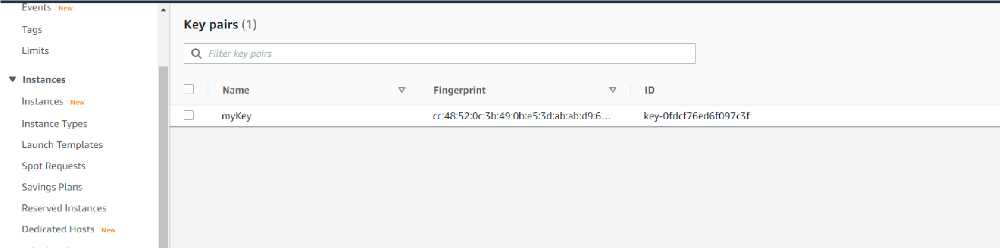 Events New
Tags
Limits
Instances
Instances New
Instance Types
Launch Templates
Spot Requests
Savings Plans
Reserved Instances
Dedicated Hosts New
Key pairs (1)
Filter key pairs
Name Fingerprint ID
myKey cc:48:52:0c:3b:49:0b:e5:3d:ab:ab:d9:6... key-0fdcf76ed6f097c3f